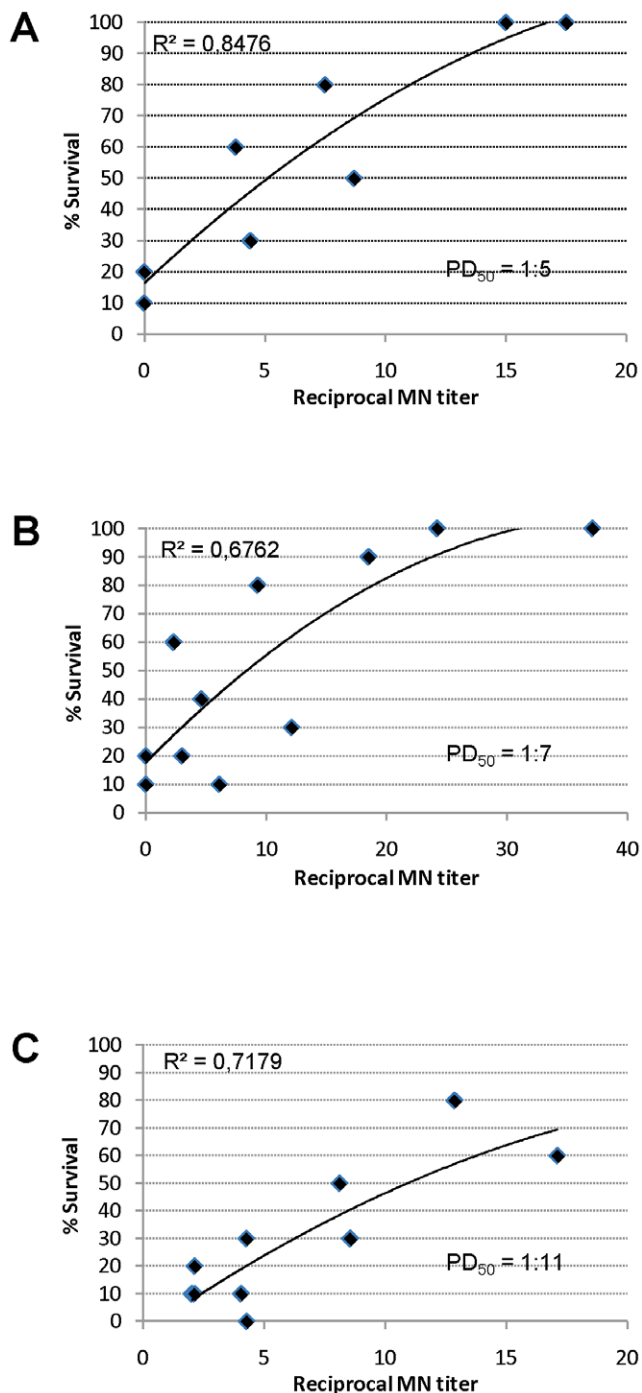 A
100
90
80
70
60
50
40
30
20
10
0
% Survival
R² = 0.8476
PD₅₀ = 1:5
0 5 10 15 20
Reciprocal MN titer
B
100
90
80
70
60
50
40
30
20
10
0
% Survival
R² = 0,6762
PD₅₀ = 1:7
0 10 20 30 40
Reciprocal MN titer
C
100
90
80
70
60
50
40
30
20
10
0
% Survival
R² = 0,7179
PD₅₀ = 1:11
0 5 10 15 20
Reciprocal MN titer